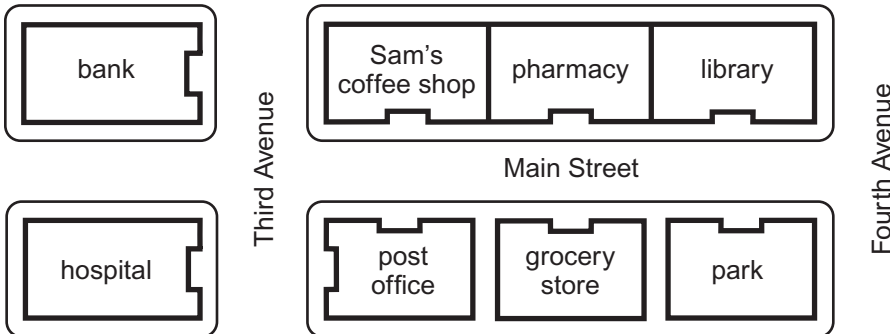 bank
Sam's
coffee shop
pharmacy
library
Third Avenue
Main Street
Fourth Avenue
hospital
post
office
grocery
store
park